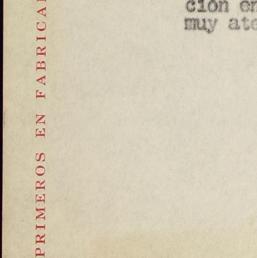 ción en
muy ate
PRIMEROS EN FABRICA